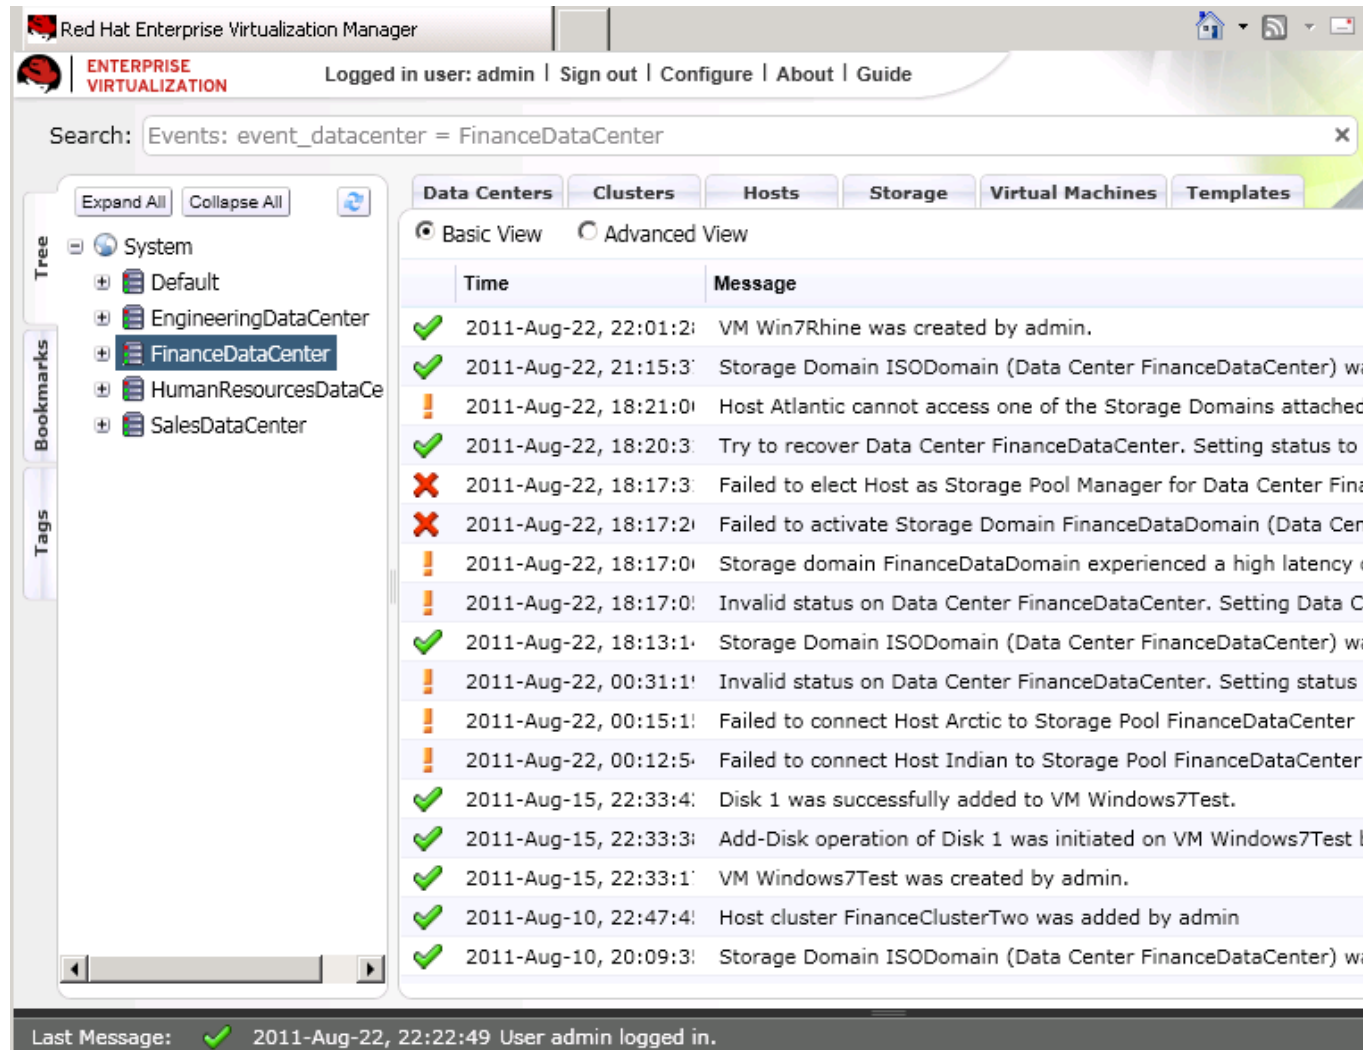 Red Hat Enterprise Virtualization Manager
ENTERPRISE
VIRTUALIZATION
Logged in user: admin | Sign out | Configure | About | Guide
Search: Events: event_datacenter = FinanceDataCenter
Expand All Collapse All
Data Centers Clusters Hosts Storage Virtual Machines Templates
Basic View Advanced View
Tree
Bookmarks
Tags
System
Default
EngineeringDataCenter
FinanceDataCenter
HumanResourcesDataCe
SalesDataCenter
Time Message
2011-Aug-22, 22:01:2 VM Win7Rhine was created by admin.
2011-Aug-22, 21:15:3 Storage Domain ISODomain (Data Center FinanceDataCenter) wa
2011-Aug-22, 18:21:0 Host Atlantic cannot access one of the Storage Domains attached
2011-Aug-22, 18:20:3 Try to recover Data Center FinanceDataCenter. Setting status to
2011-Aug-22, 18:17:3 Failed to elect Host as Storage Pool Manager for Data Center Fina
2011-Aug-22, 18:17:2 Failed to activate Storage Domain FinanceDataDomain (Data Cen
2011-Aug-22, 18:17:0 Storage domain FinanceDataDomain experienced a high latency
2011-Aug-22, 18:17:0 Invalid status on Data Center FinanceDataCenter. Setting Data C
2011-Aug-22, 18:13:1 Storage Domain ISODomain (Data Center FinanceDataCenter) wa
2011-Aug-22, 00:31:1 Invalid status on Data Center FinanceDataCenter. Setting status
2011-Aug-22, 00:15:1 Failed to connect Host Arctic to Storage Pool FinanceDataCenter
2011-Aug-22, 00:12:5 Failed to connect Host Indian to Storage Pool FinanceDataCenter
2011-Aug-15, 22:33:4 Disk 1 was successfully added to VM Windows7Test.
2011-Aug-15, 22:33:3 Add-Disk operation of Disk 1 was initiated on VM Windows7Test
2011-Aug-15, 22:33:1 VM Windows7Test was created by admin.
2011-Aug-10, 22:47:4 Host cluster FinanceClusterTwo was added by admin
2011-Aug-10, 20:09:3 Storage Domain ISODomain (Data Center FinanceDataCenter) wa
Last Message: 2011-Aug-22, 22:22:49 User admin logged in.